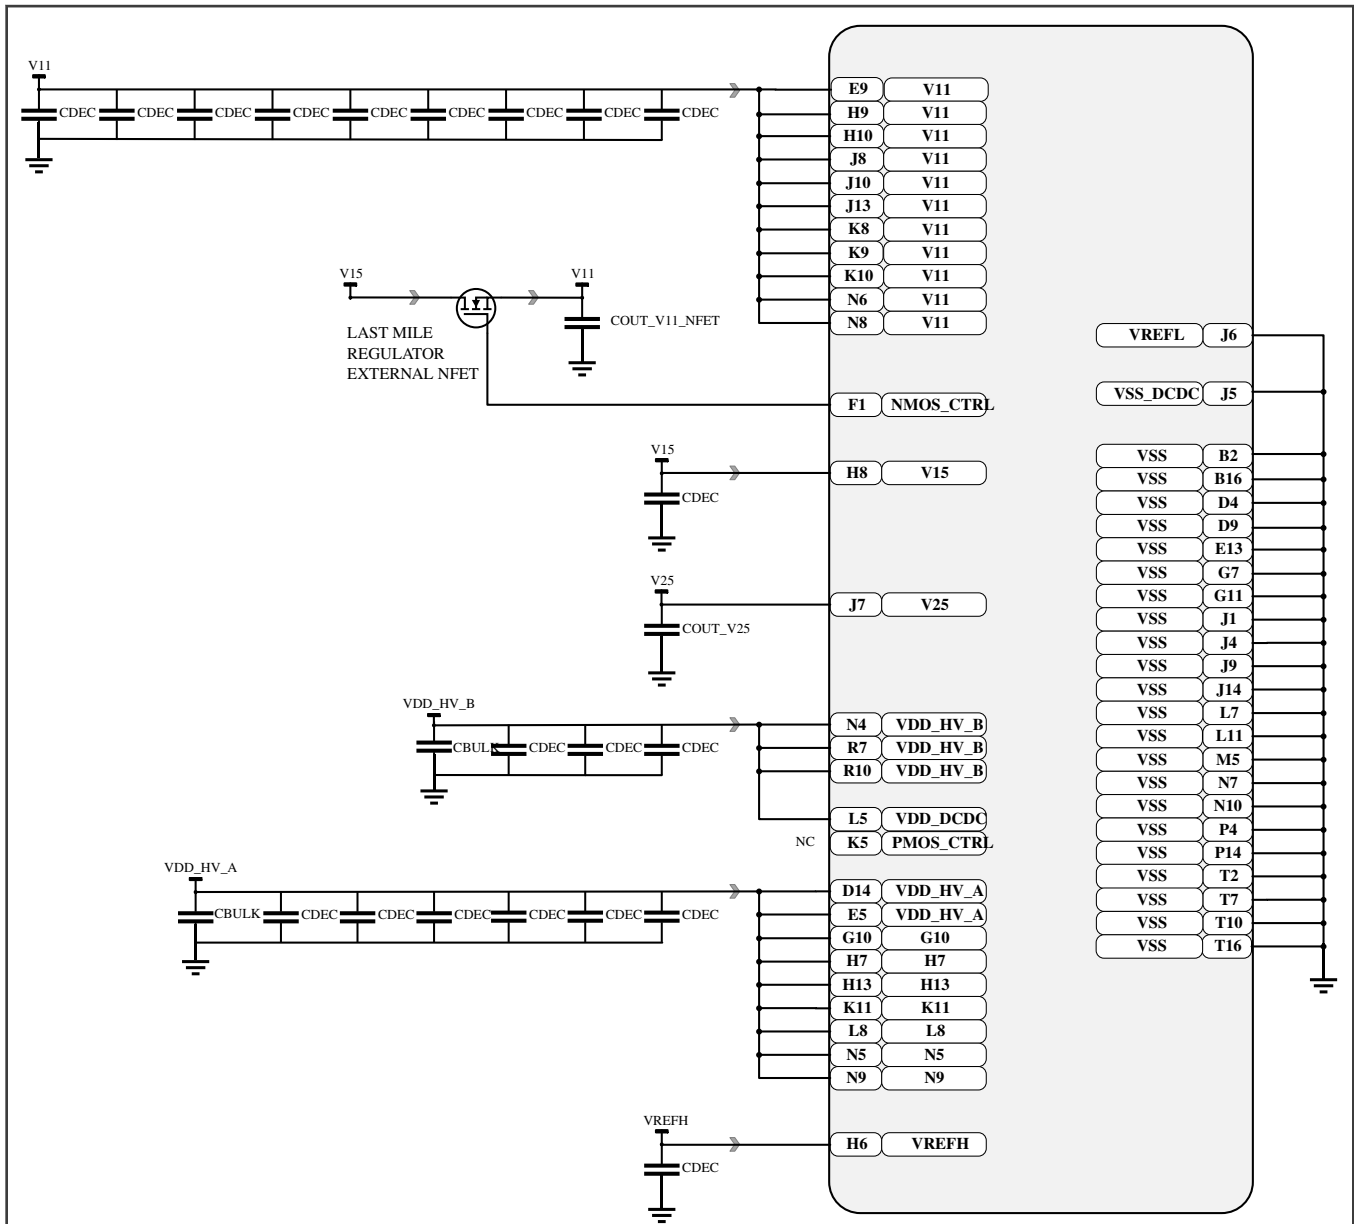 V11
CDEC CDEC CDEC CDEC CDEC CDEC CDEC CDEC CDEC
E9 V11
H9 V11
H10 V11
J8 V11
J10 V11
J13 V11
K8 V11
K9 V11
K10 V11
N6 V11
N8 V11
V15
V11
COUT_V11_NFET
LAST MILE
REGULATOR
EXTERNAL NFET
F1 NMOS_CTRL
V15
CDEC
H8 V15
V25
COUT_V25
J7 V25
VDD_HV_B
CBULK CDEC CDEC CDEC
N4 VDD_HV_B
R7 VDD_HV_B
R10 VDD_HV_B
L5 VDD_DCDC
NC K5 PMOS_CTRL
VDD_HV_A
CBULK CDEC CDEC CDEC CDEC CDEC CDEC
D14 VDD_HV_A
E5 VDD_HV_A
G10 G10
H7 H7
H13 H13
K11 K11
L8 L8
N5 N5
N9 N9
VREFH
CDEC
H6 VREFH
VREFL J6
VSS_DCDC J5
VSS B2
VSS B16
VSS D4
VSS D9
VSS E13
VSS G7
VSS G11
VSS J1
VSS J4
VSS J9
VSS J14
VSS L7
VSS L11
VSS M5
VSS N7
VSS N10
VSS P4
VSS P14
VSS T2
VSS T7
VSS T10
VSS T16